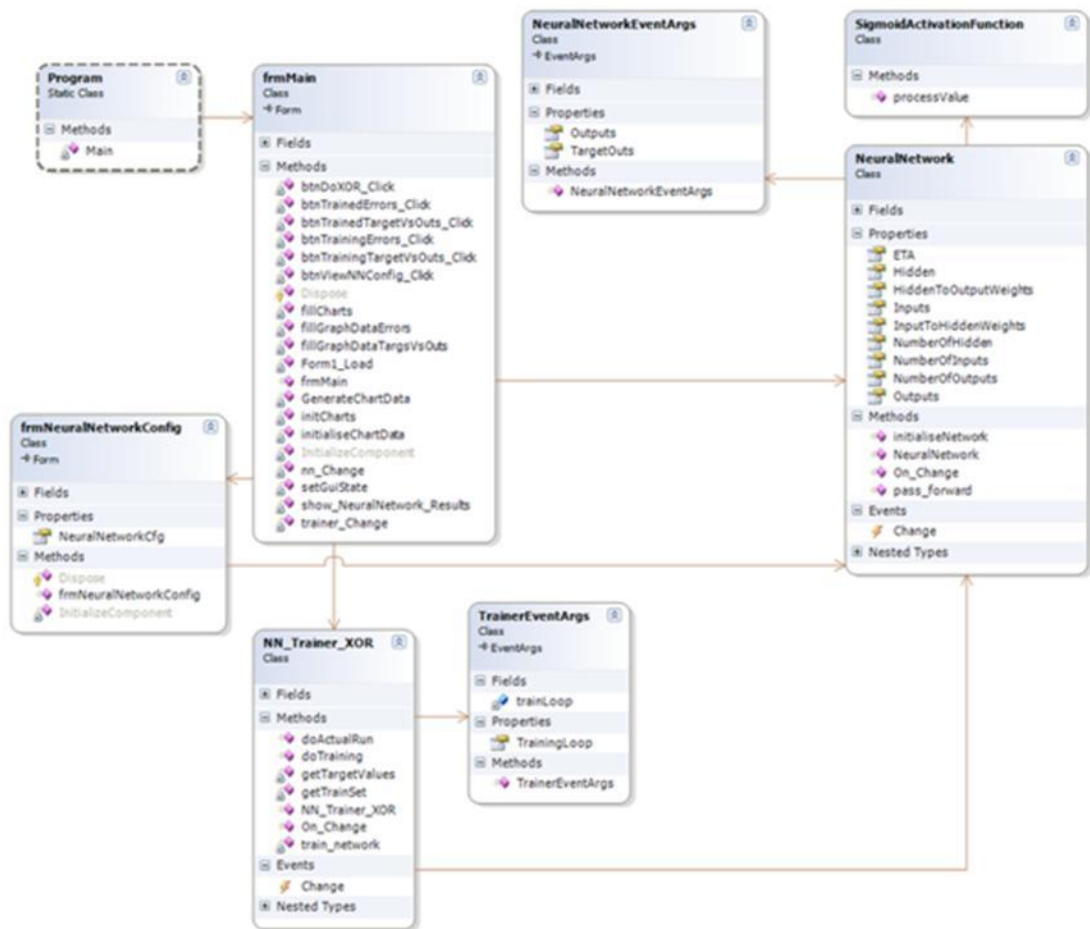 Program
Static Class
Methods
Main
frmMain
Class
Form
Fields
Methods
btnDoXOR_Click
btnTrainedErrors_Click
btnTrainedTargetVsOuts_Click
btnTrainingErrors_Click
btnTrainingTargetVsOuts_Click
btnViewNNConfig_Click
Dispose
fillCharts
fillGraphDataErrors
fillGraphDataTargsVsOuts
Form1_Load
frmMain
GenerateChartData
initCharts
initialiseChartData
InitializeComponent
nn_Change
setGuiState
show_NeuralNetwork_Results
trainer_Change
NeuralNetworkEventArgs
Class
EventArgs
Fields
Properties
Outputs
TargetOuts
Methods
NeuralNetworkEventArgs
SigmoidActivationFunction
Class
Methods
processValue
NeuralNetwork
Class
Fields
Properties
ETA
Hidden
HiddenToOutputWeights
Inputs
InputToHiddenWeights
NumberOfHidden
NumberOfInputs
NumberOfOutputs
Outputs
Methods
initialiseNetwork
NeuralNetwork
On_Change
pass_forward
Events
Change
Nested Types
frmNeuralNetworkConfig
Class
Form
Fields
Properties
NeuralNetworkCfg
Methods
Dispose
frmNeuralNetworkConfig
InitializeComponent
NN_Trainer_XOR
Class
Fields
Methods
doActualRun
doTraining
getTargetValues
getTrainSet
NN_Trainer_XOR
On_Change
train_network
Events
Change
Nested Types
TrainerEventArgs
Class
EventArgs
Fields
trainLoop
Properties
TrainingLoop
Methods
TrainerEventArgs